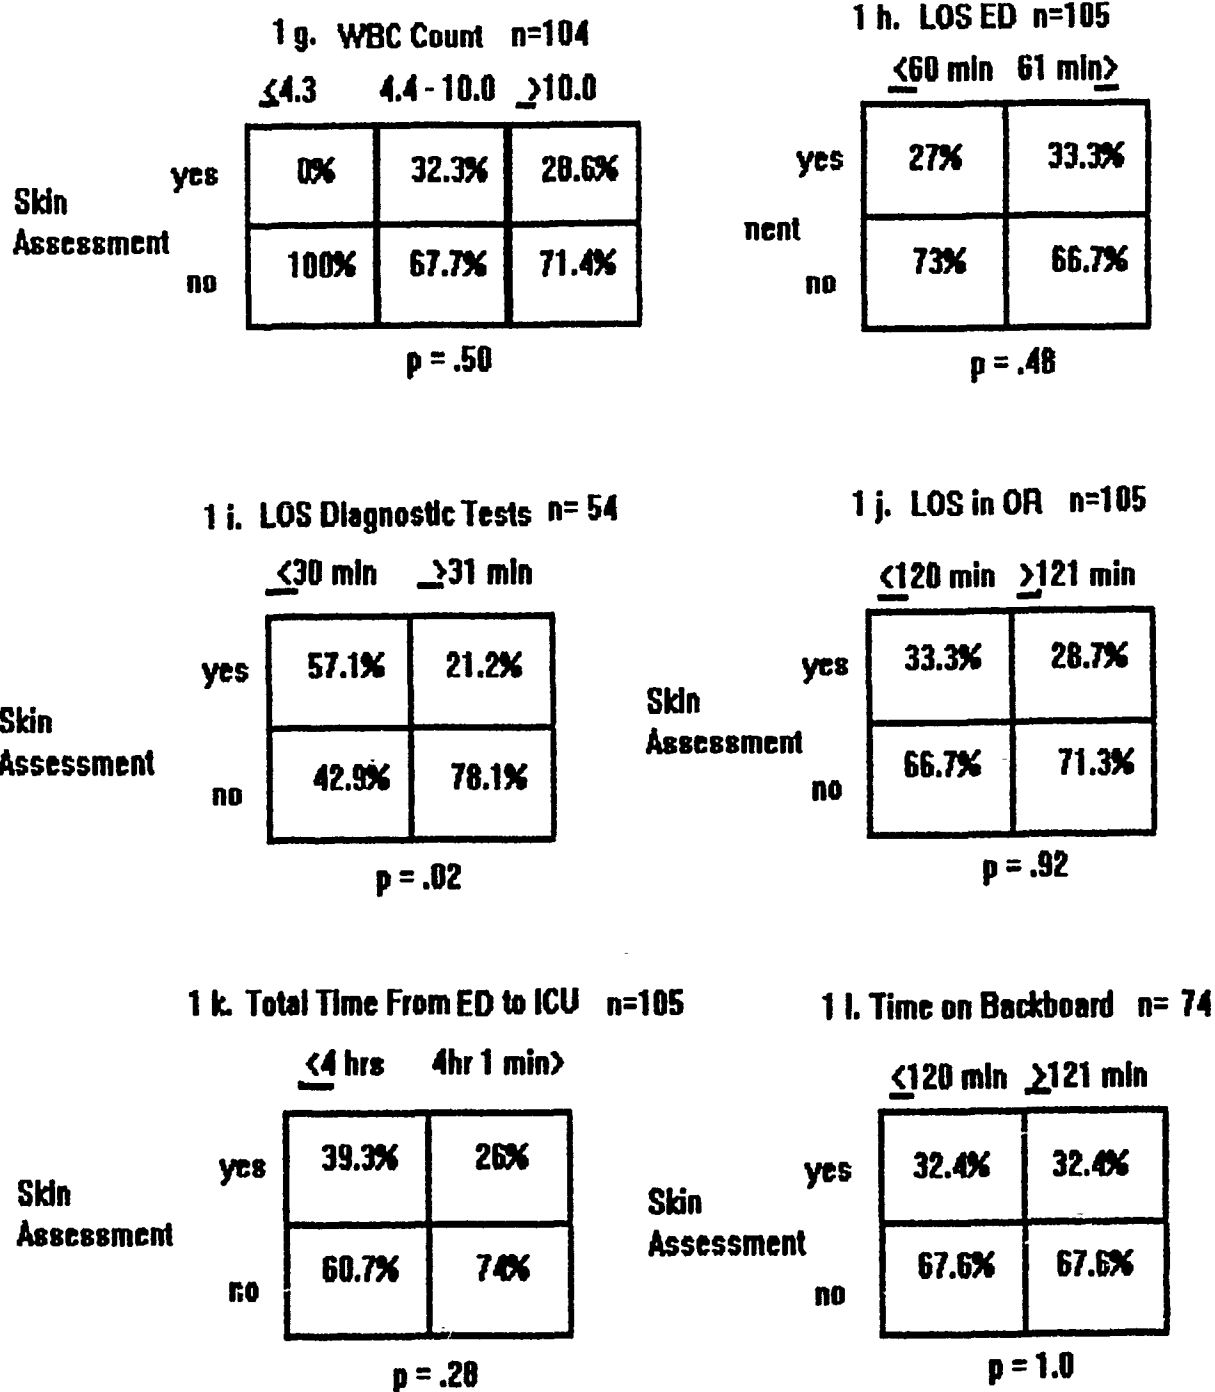 1 g. WBC Count n=104
≤4.3 4.4 - 10.0 ≥10.0
yes 0% 32.3% 28.6%
Skin
Assessment
no 100% 67.7% 71.4%
p = .50
1 h. LOS ED n=105
≤60 min 61 min≥
yes 27% 33.3%
nent
no 73% 66.7%
p = .48
1 i. LOS Diagnostic Tests n= 54
≤30 min ≥31 min
yes 57.1% 21.2%
Skin
Assessment
no 42.9% 78.1%
p = .02
1 j. LOS in OR n=105
≤120 min ≥121 min
yes 33.3% 28.7%
Skin
Assessment
no 66.7% 71.3%
p = .92
1 k. Total Time From ED to ICU n=105
≤4 hrs 4hr 1 min>
yes 39.3% 26%
Skin
Assessment
no 60.7% 74%
p = .28
1 l. Time on Backboard n= 74
≤120 min ≥121 min
yes 32.4% 32.4%
Skin
Assessment
no 67.6% 67.6%
p = 1.0